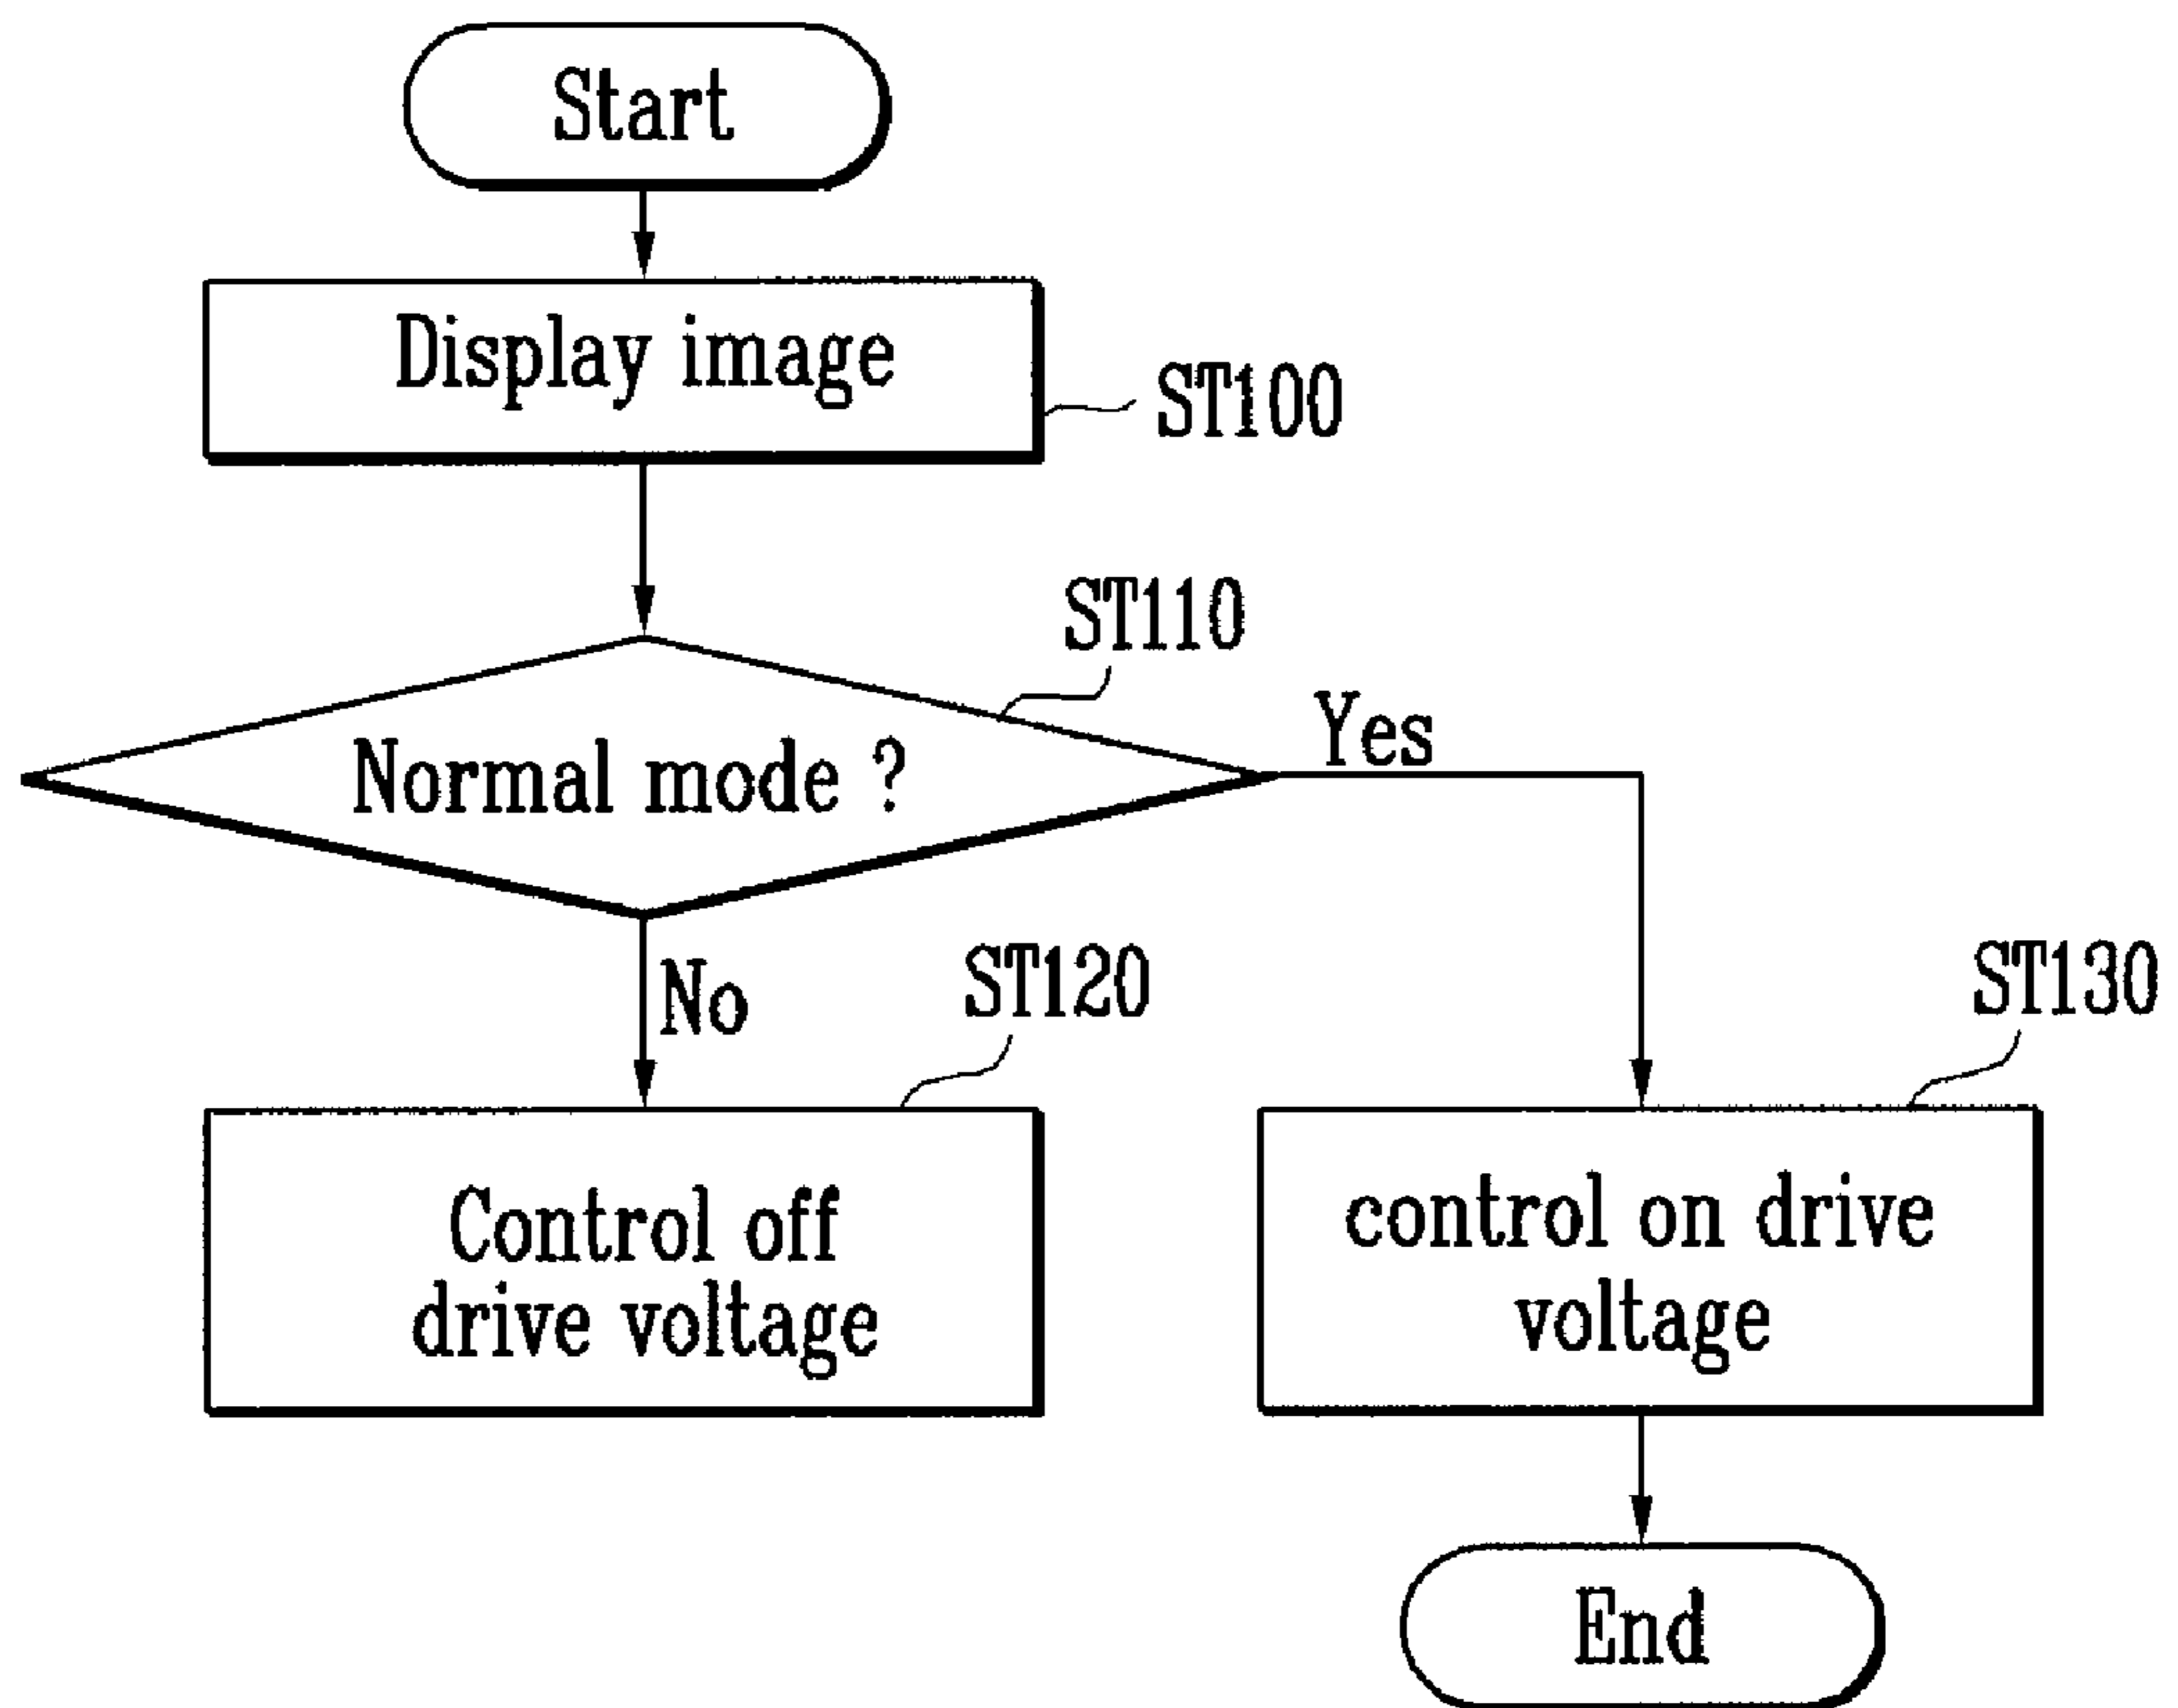 Start
Display image
ST100
ST110
Normal mode ?
Yes
No
ST120
ST130
Control off
drive voltage
control on drive
voltage
End